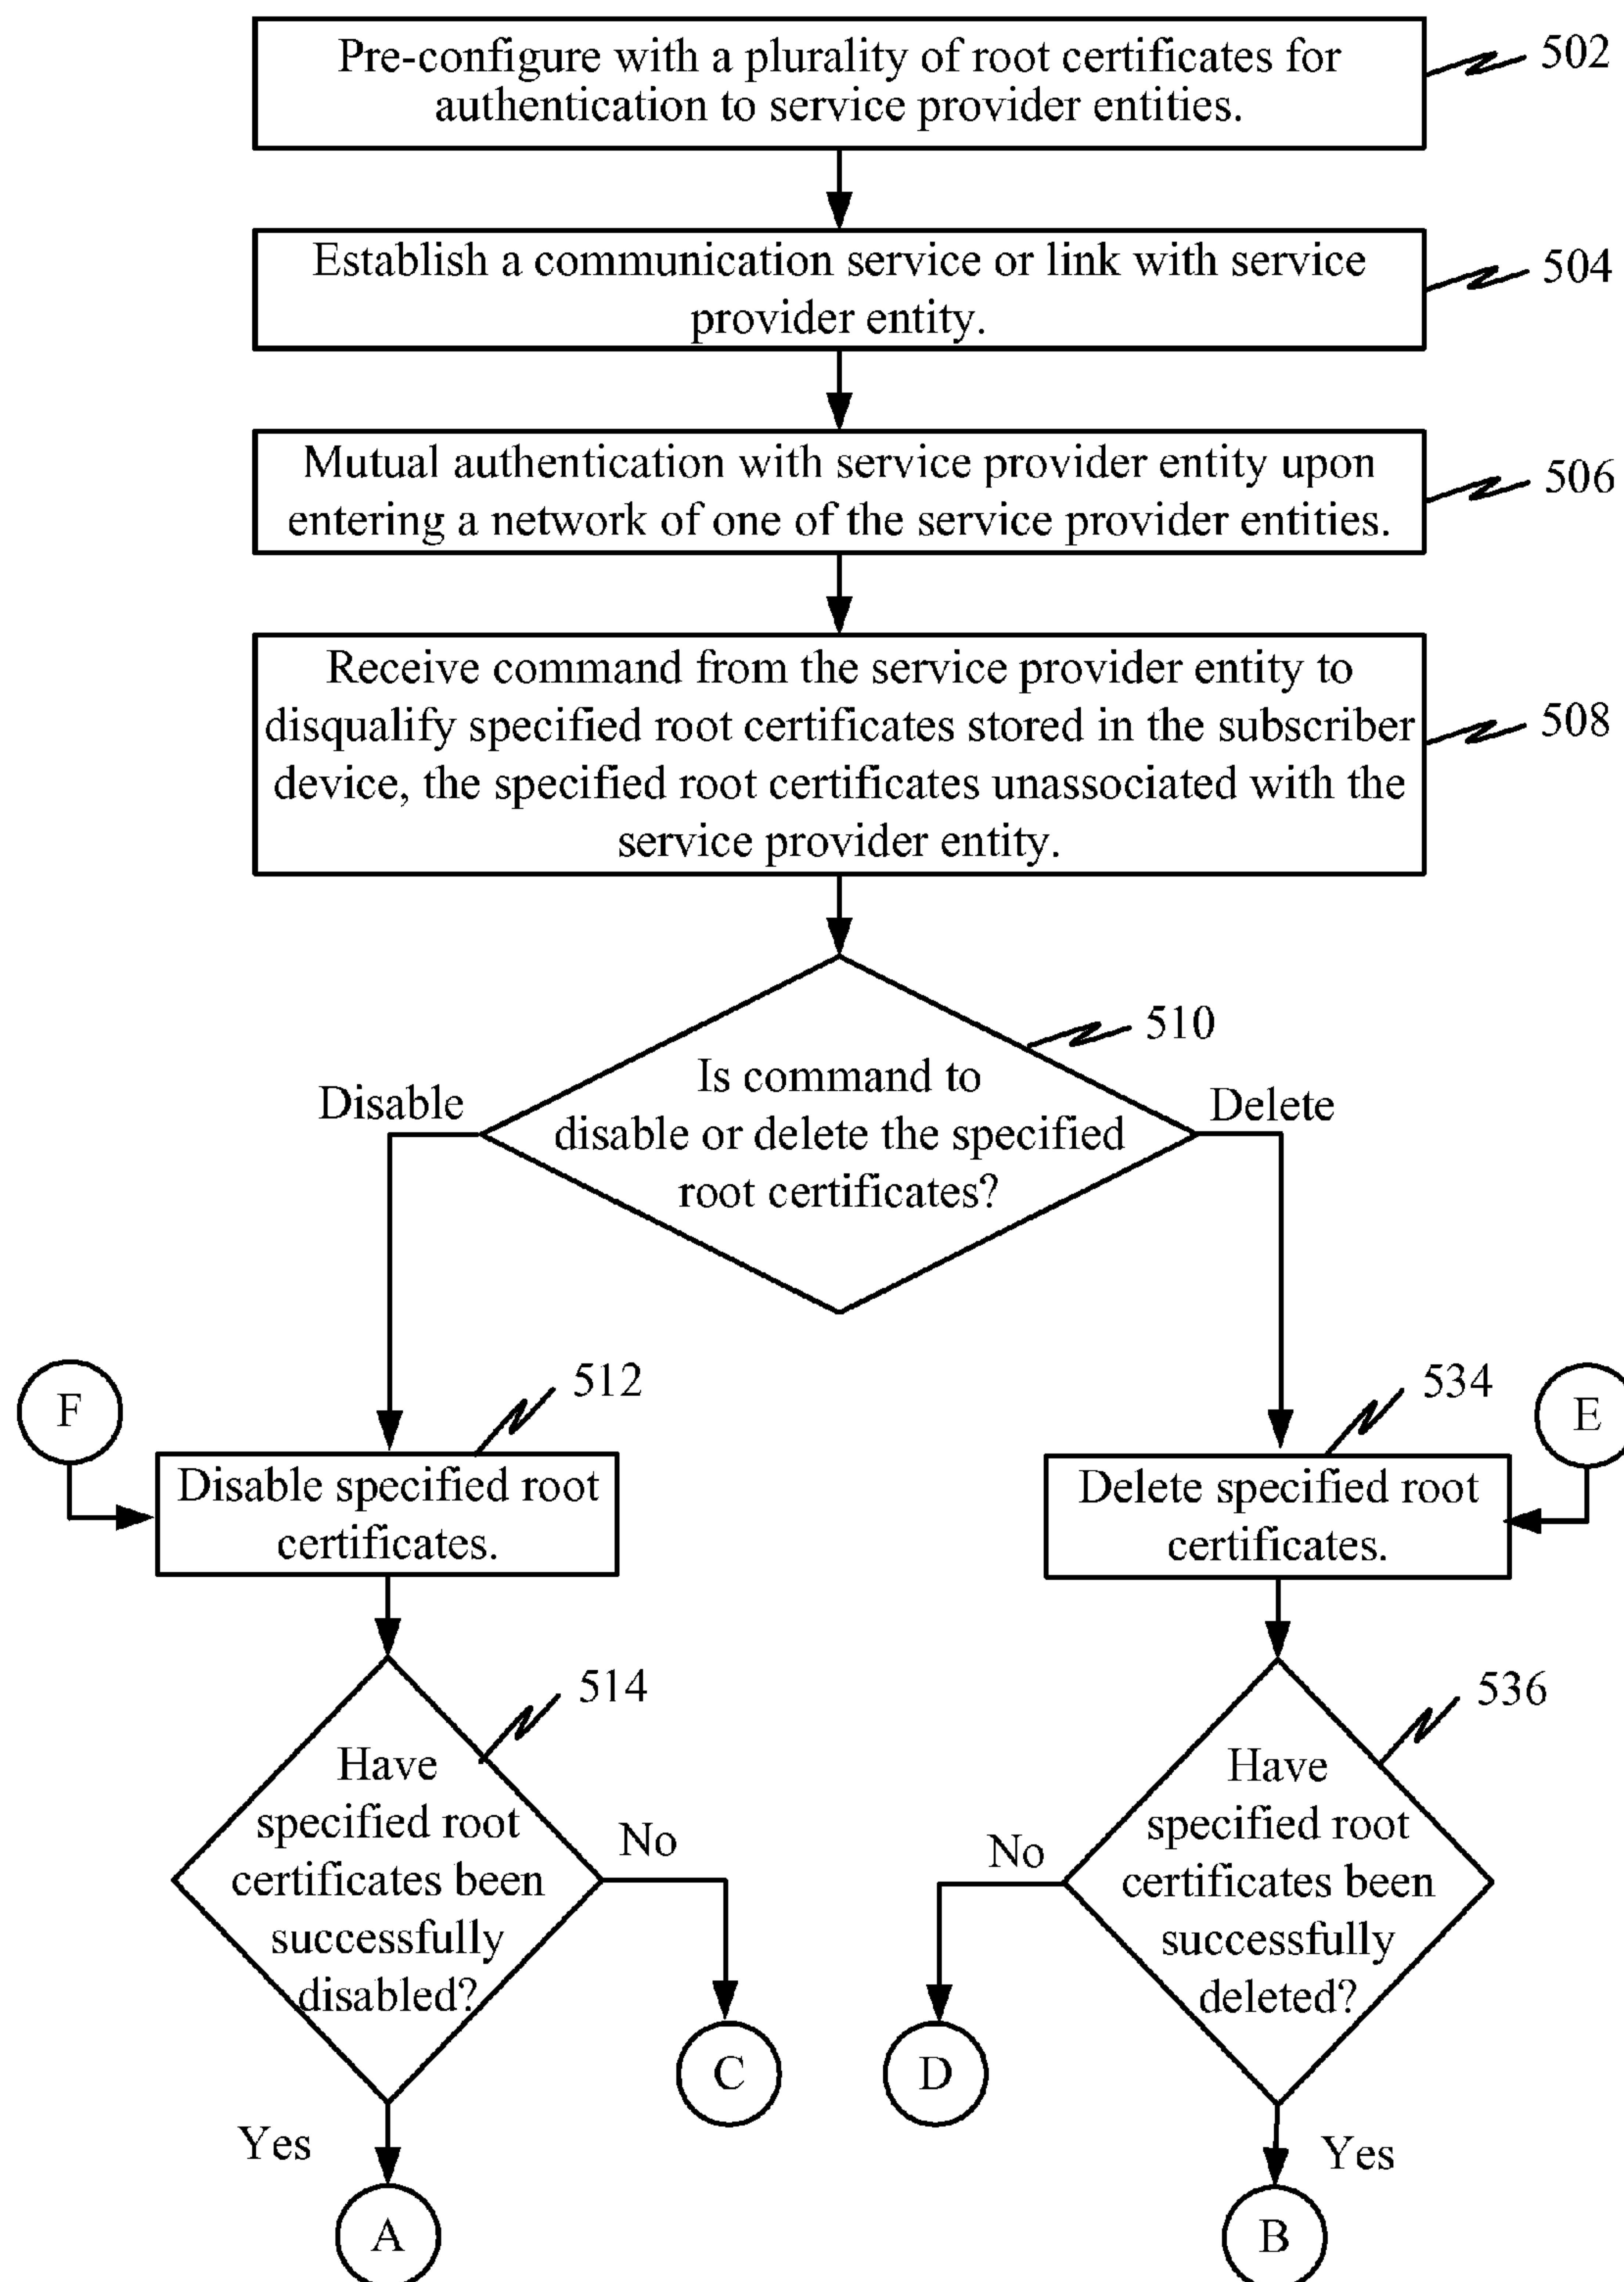 Pre-configure with a plurality of root certificates for
authentication to service provider entities.
502
Establish a communication service or link with service
provider entity.
504
Mutual authentication with service provider entity upon
entering a network of one of the service provider entities.
506
Receive command from the service provider entity to
disqualify specified root certificates stored in the subscriber
device, the specified root certificates unassociated with the
service provider entity.
508
510
Is command to
disable or delete the specified
root certificates?
Disable
Delete
F
512
Disable specified root
certificates.
534
E
Delete specified root
certificates.
514
Have
specified root
certificates been
successfully
disabled?
No
C
Yes
A
536
Have
specified root
certificates been
successfully
deleted?
No
D
Yes
B